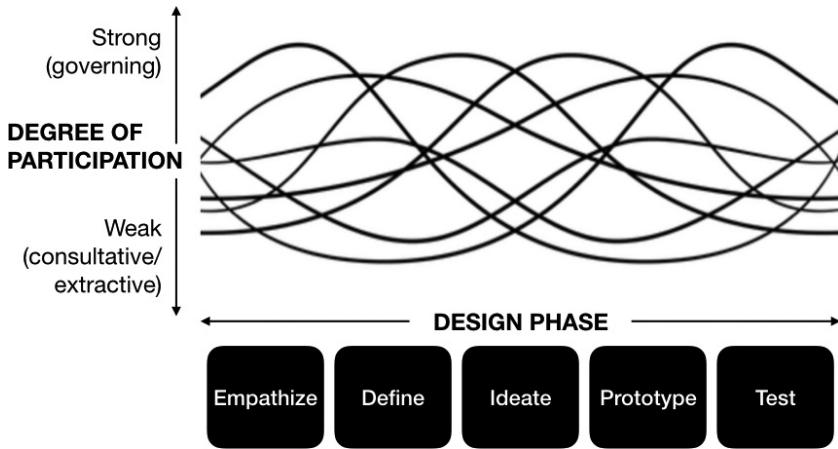 Strong
(governing)
DEGREE OF
PARTICIPATION
Weak
(consultative/
extractive)
DESIGN PHASE
Empathize
Define
Ideate
Prototype
Test